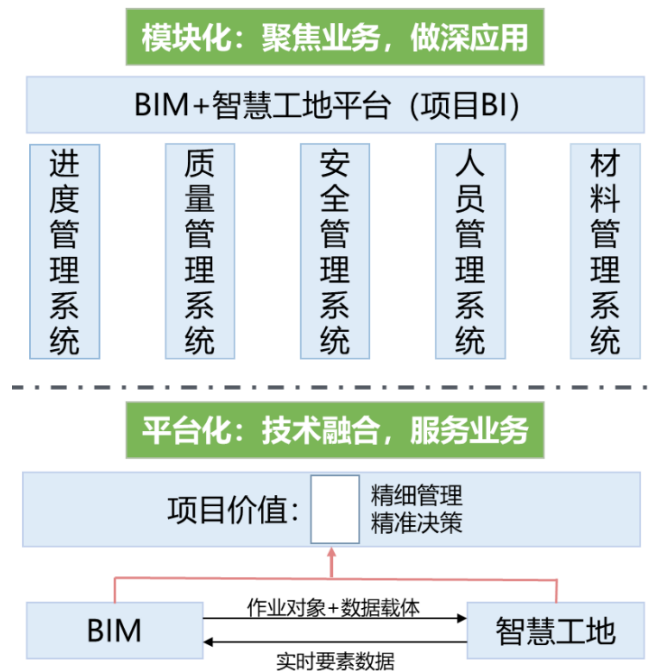 模块化：聚焦业务，做深应用
BIM+智慧工地平台（项目BI）
进度管理系统
质量管理系统
安全管理系统
人员管理系统
材料管理系统
平台化：技术融合，服务业务
项目价值：
精细管理
精准决策
作业对象+数据载体
BIM
智慧工地
实时要素数据